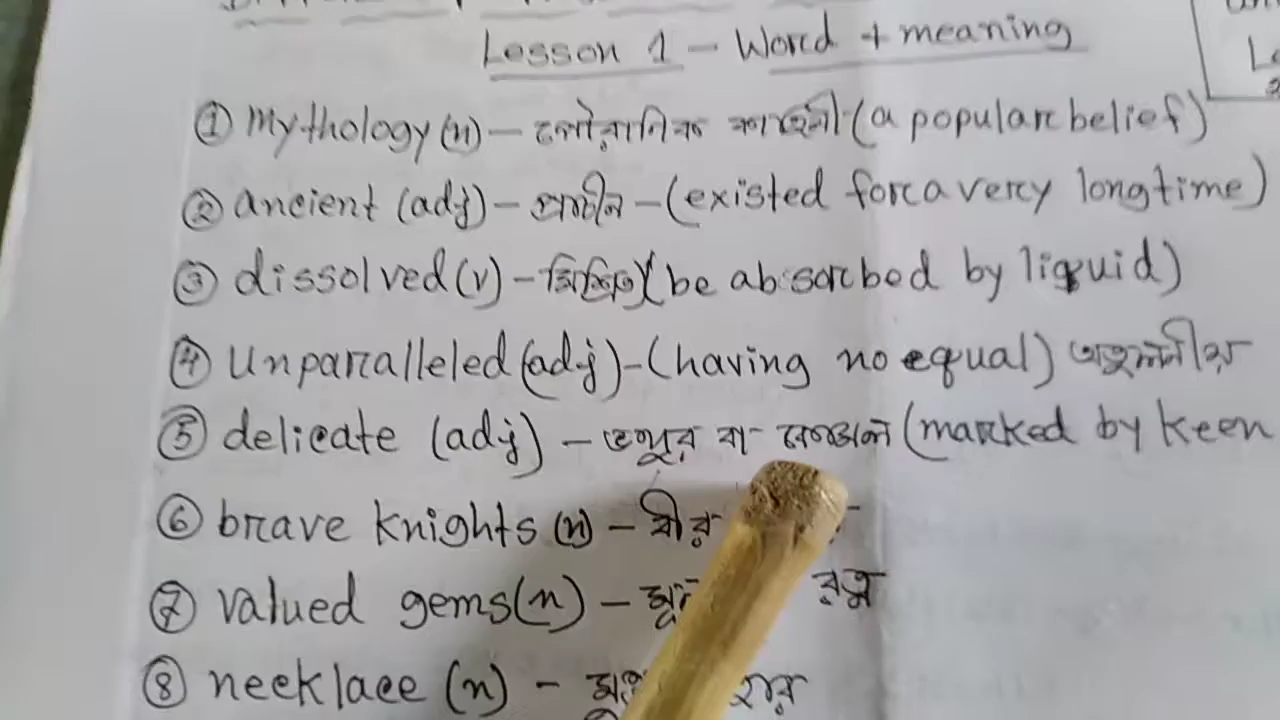 Lesson 1 - Word + meaning
① Mythology (n) - পৌরানিক কাহিনী (a popular belief)
② ancient (adj) - প্রাচীন - (existed for a very long time)
③ dissolved (v) - (be absorbed by liquid)
④ Unparalleled (adj) - (having no equal) অতুলনীয়
⑤ delicate (adj) - ভঙ্গুর বা (marked by keen
⑥ brave knights (n) - বীর
⑦ valued gems (n) - রত্ন
⑧ necklace (n) - হার